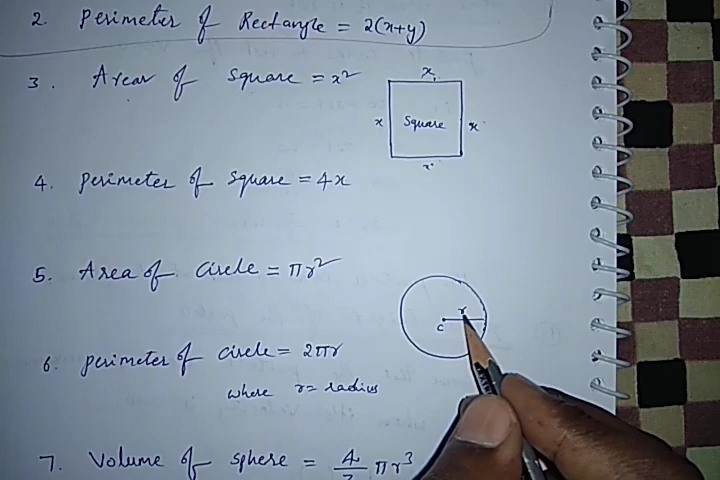 2. Perimeter of Rectangle = 2(x+y)
3. Arear of square = x²
x
x Square x
x
4. Perimeter of square = 4x
5. Area of circle = πr²
r
c
6. perimeter of circle = 2πr
where r = radius
7. Volume of sphere = 4/3 πr³